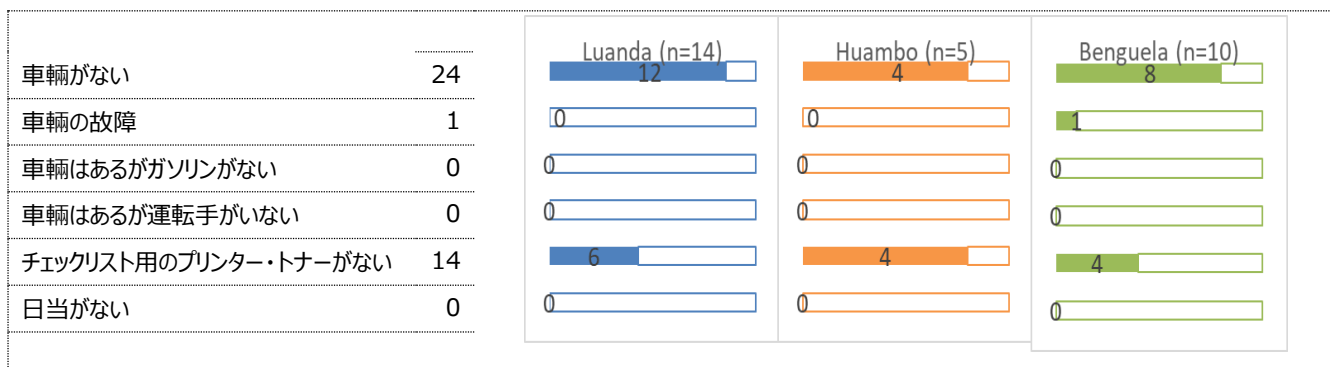 Luanda (n=14) Huambo (n=5) Benguela (n=10)
車輌がない 24 12 4 8
車輌の故障 1 0 0 1
車輌はあるがガソリンがない 0 0 0 0
車輌はあるが運転手がいない 0 0 0 0
チェックリスト用のプリンター・トナーがない 14 6 4 4
日当がない 0 0 0 0